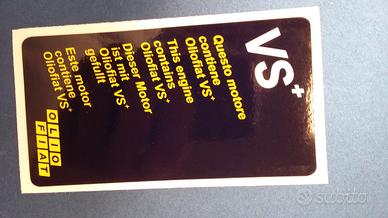 VS+
Questo motore
contiene
Oliofiat VS+
This engine
contains
Oliofiat VS+
Dieser Motor
ist mit
Oliofiat VS+
gefullt
Este motor
contiene
Oliofiat VS+
OLIO
FIAT
SUBITO